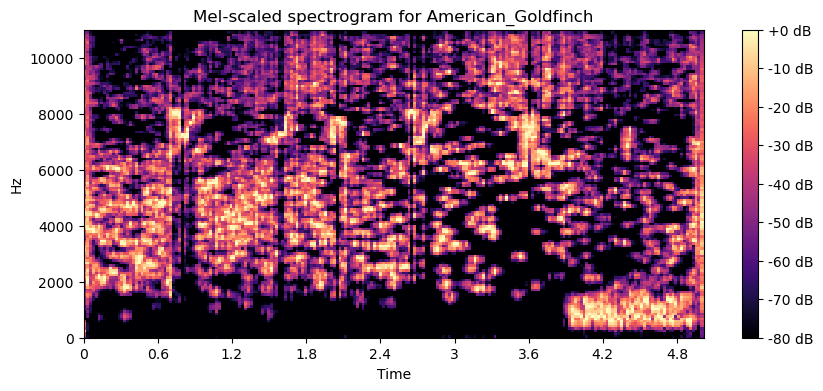 Mel-scaled spectrogram for American_Goldfinch
10000
8000
6000
4000
2000
0
Hz
0 0.6 1.2 1.8 2.4 3 3.6 4.2 4.8
Time
+0 dB
-10 dB
-20 dB
-30 dB
-40 dB
-50 dB
-60 dB
-70 dB
-80 dB